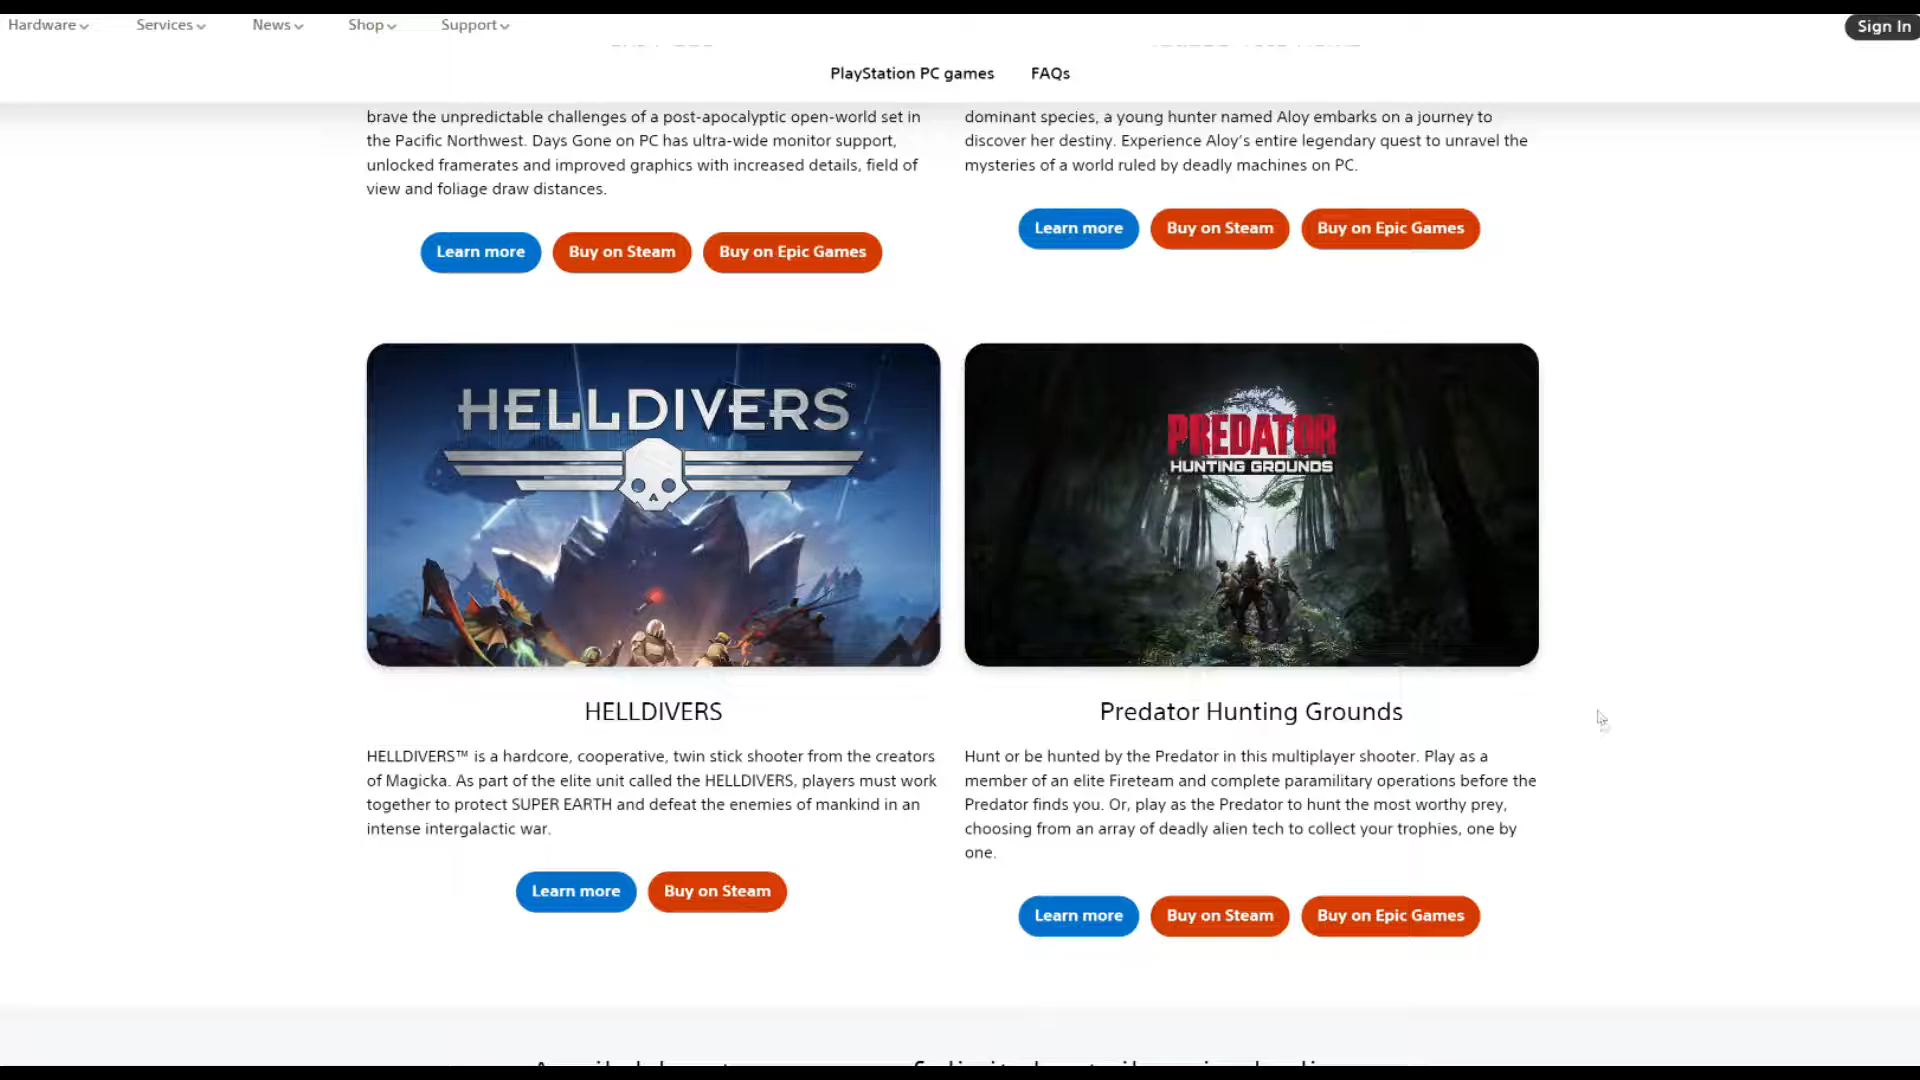 Hardware Services News Shop Support Sign In
PlayStation PC games FAQs
brave the unpredictable challenges of a post-apocalyptic open-world set in
the Pacific Northwest. Days Gone on PC has ultra-wide monitor support,
unlocked framerates and improved graphics with increased details, field of
view and foliage draw distances.
Learn more Buy on Steam Buy on Epic Games
dominant species, a young hunter named Aloy embarks on a journey to
discover her destiny. Experience Aloy's entire legendary quest to unravel the
mysteries of a world ruled by deadly machines on PC.
Learn more Buy on Steam Buy on Epic Games
HELLDIVERS™
HELLDIVERS
HELLDIVERS™ is a hardcore, cooperative, twin stick shooter from the creators
of Magicka. As part of the elite unit called the HELLDIVERS, players must work
together to protect SUPER EARTH and defeat the enemies of mankind in an
intense intergalactic war.
Learn more Buy on Steam
PREDATOR
HUNTING GROUNDS
Predator Hunting Grounds
Hunt or be hunted by the Predator in this multiplayer shooter. Play as a
member of an elite Fireteam and complete paramilitary operations before the
Predator finds you. Or, play as the Predator to hunt the most worthy prey,
choosing from an array of deadly alien tech to collect your trophies, one by
one.
Learn more Buy on Steam Buy on Epic Games